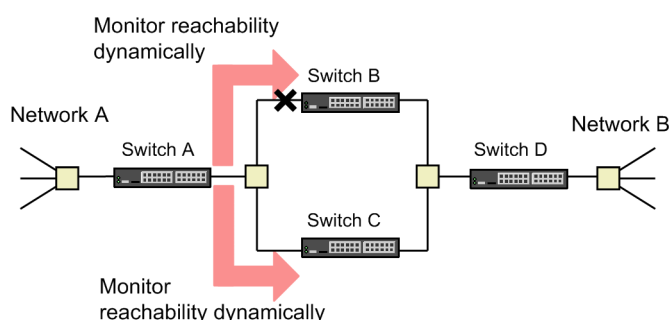 Monitor reachability
dynamically
Switch B
Network A
Network B
Switch A
Switch D
Switch C
Monitor
reachability dynamically